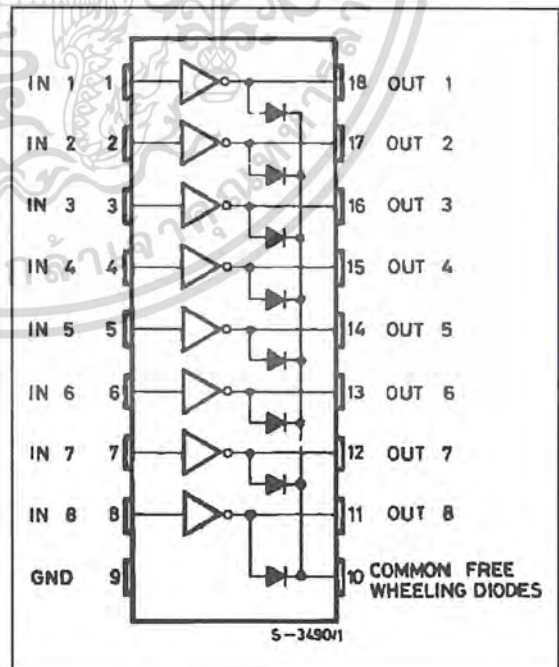 IN 1 1 18 OUT 1
IN 2 2 17 OUT 2
IN 3 3 16 OUT 3
IN 4 4 15 OUT 4
IN 5 5 14 OUT 5
IN 6 6 13 OUT 6
IN 7 7 12 OUT 7
IN 8 8 11 OUT 8
GND 9 10 COMMON FREE
WHEELING DIODES
S-3490/1